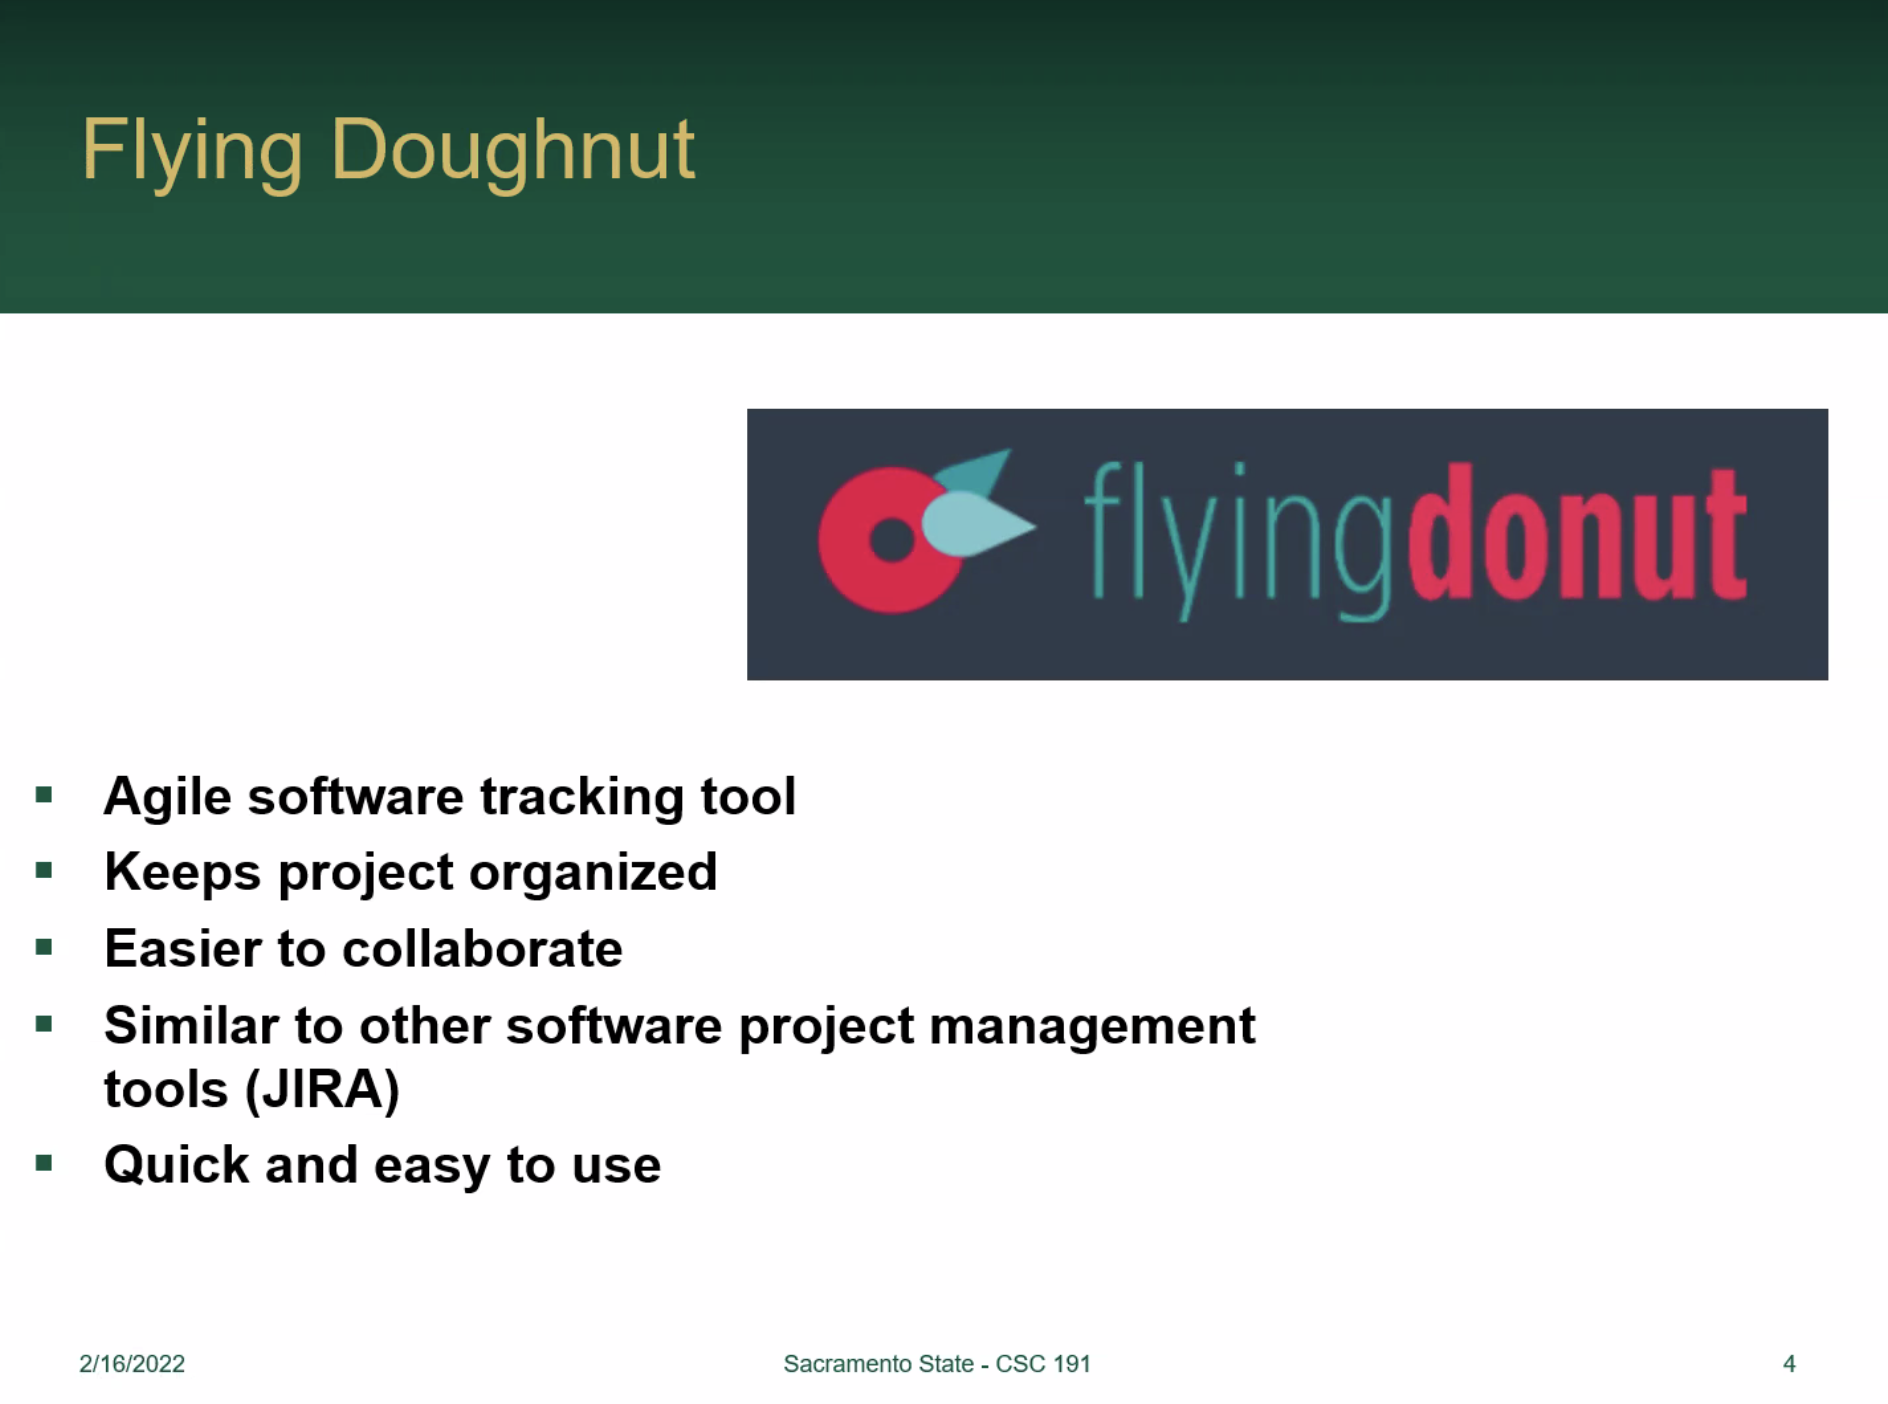 Flying Doughnut
flyingdonut
▪ Agile software tracking tool
▪ Keeps project organized
▪ Easier to collaborate
▪ Similar to other software project management
tools (JIRA)
▪ Quick and easy to use
2/16/2022 Sacramento State - CSC 191 4